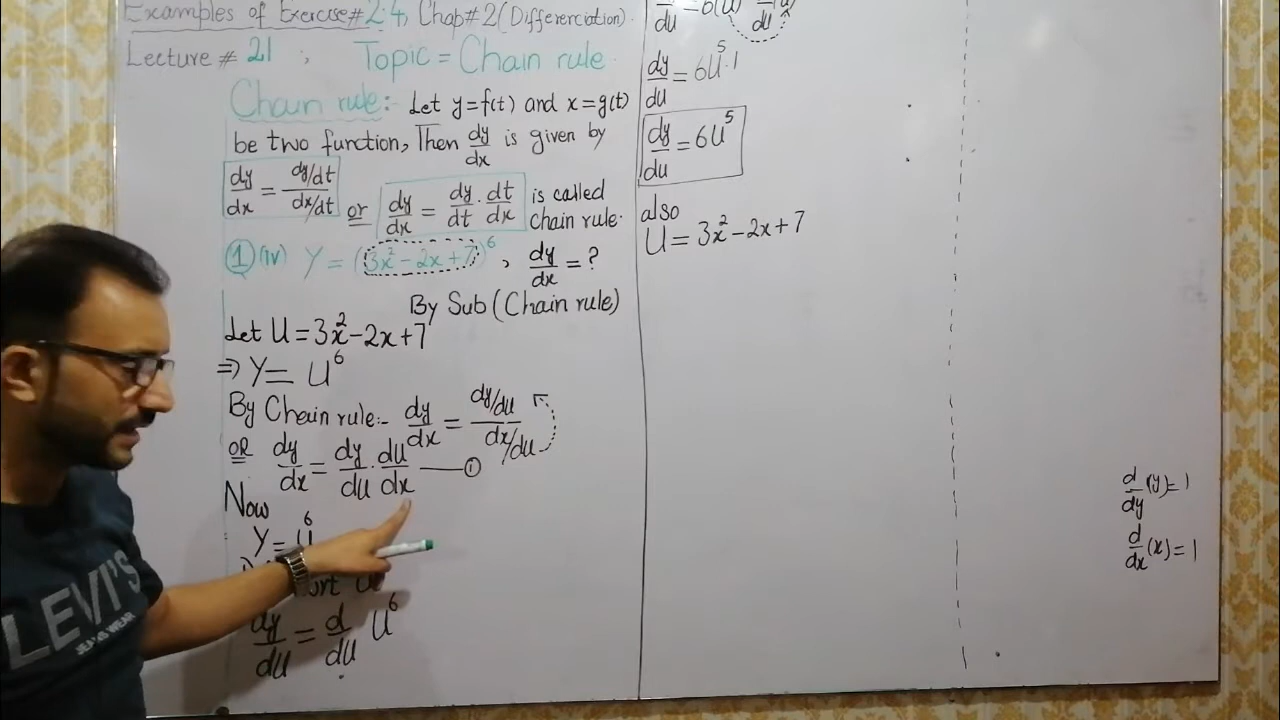 Examples of Exercise# 2.4, Chap#2 (Differenciation).
Lecture # 21 , Topic = Chain rule
Chain rule:- Let y=f(t) and x=g(t)
be two function, Then dy/dx is given by
dy/dx = (dy/dt)/(dx/dt) or dy/dx = dy/dt . dt/dx is called
chain rule.
① (iv) Y = (3x²-2x+7)⁶ , dy/dx = ?
By Sub (Chain rule)
Let U = 3x²-2x+7
⇒ Y = U⁶
By Chain rule:- dy/dx = (dy/du)/(dx/du)
OR dy/dx = dy/du . du/dx —— ①
Now
Y = U⁶
dy/du = d/du U⁶
dy/du = 6U⁵.1
dy/du = 6U⁵
also
U = 3x²-2x+7
d/dy (y) = 1
d/dx (x) = 1
LEVI'S
JEANS WEAR